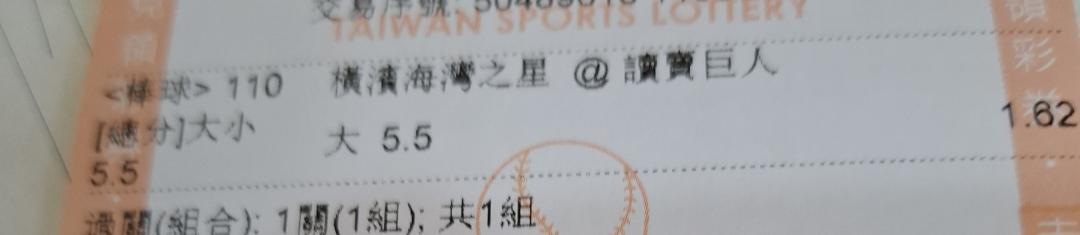 TAIWAN SPORTS LOTTERY
<棒球> 110 橫濱海灣之星 @ 讀賣巨人
[總分]大小 大 5.5 1.62
5.5
過關(組合): 1關(1組); 共1組